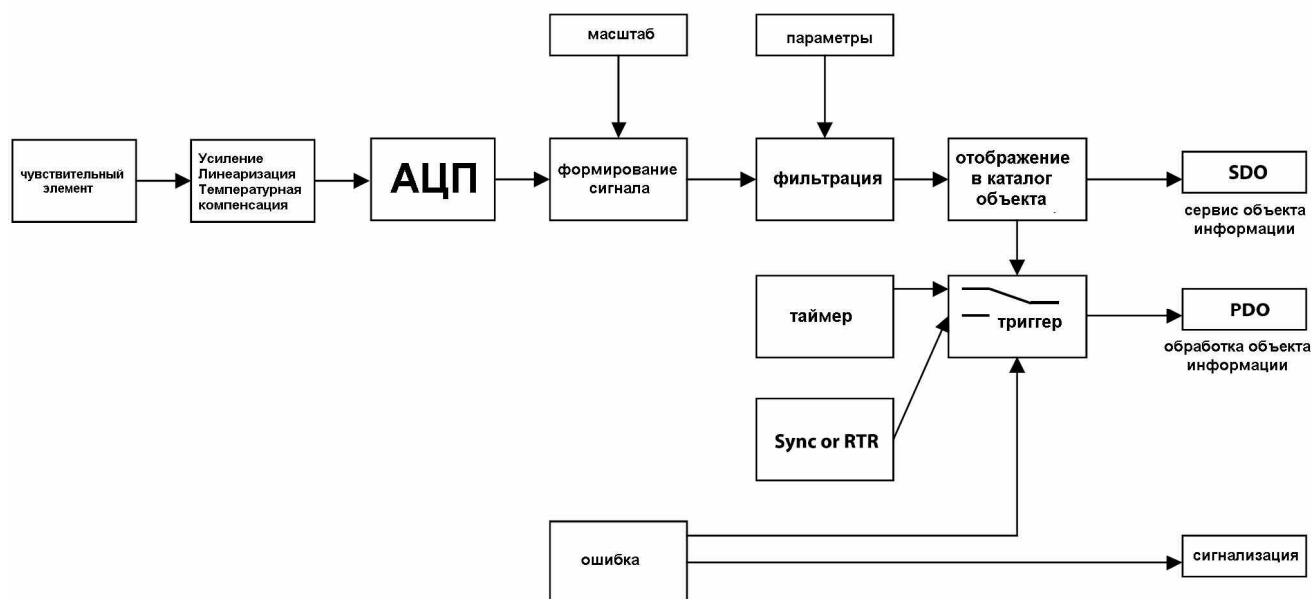 масштаб
параметры
чувствительный
элемент
Усиление
Линеаризация
Температурная
компенсация
АЦП
формирование
сигнала
фильтрация
отображение
в каталог
объекта
SDO
сервис объекта
информации
таймер
триггер
PDO
обработка объекта
информации
Sync or RTR
ошибка
сигнализация